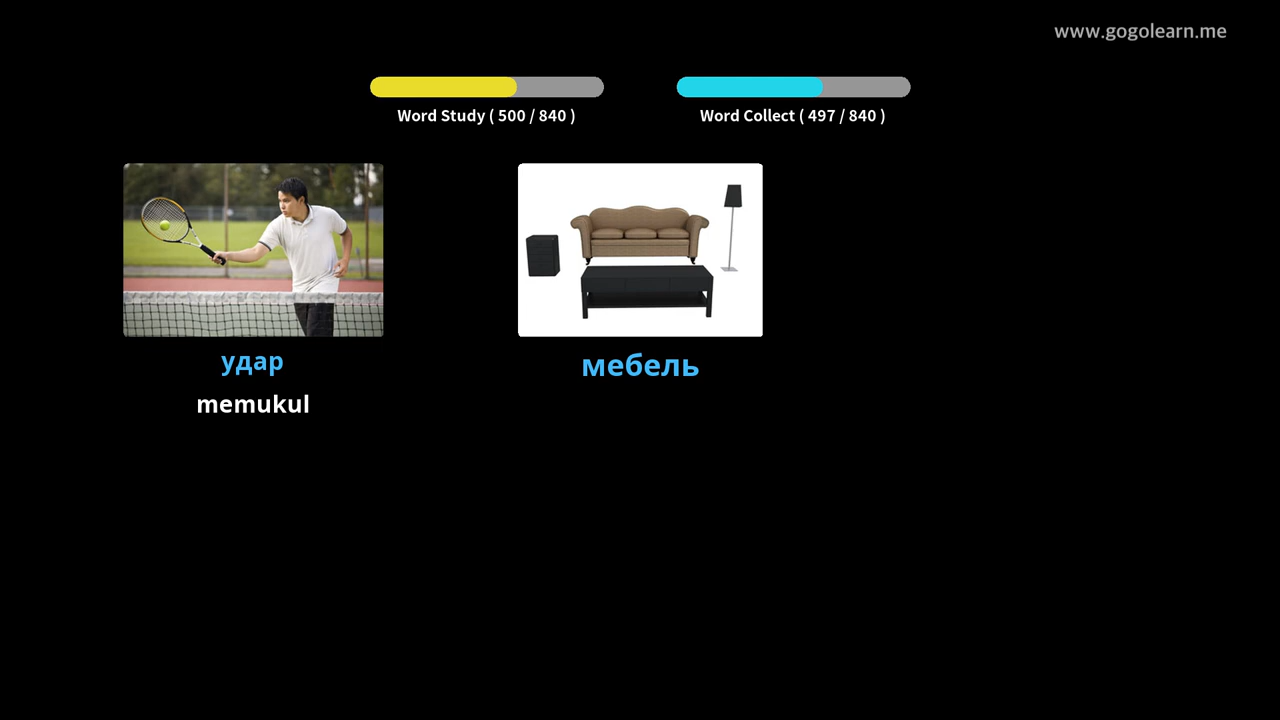 www.gogolearn.me
Word Study ( 500 / 840 )
Word Collect ( 497 / 840 )
удар
memukul
мебель